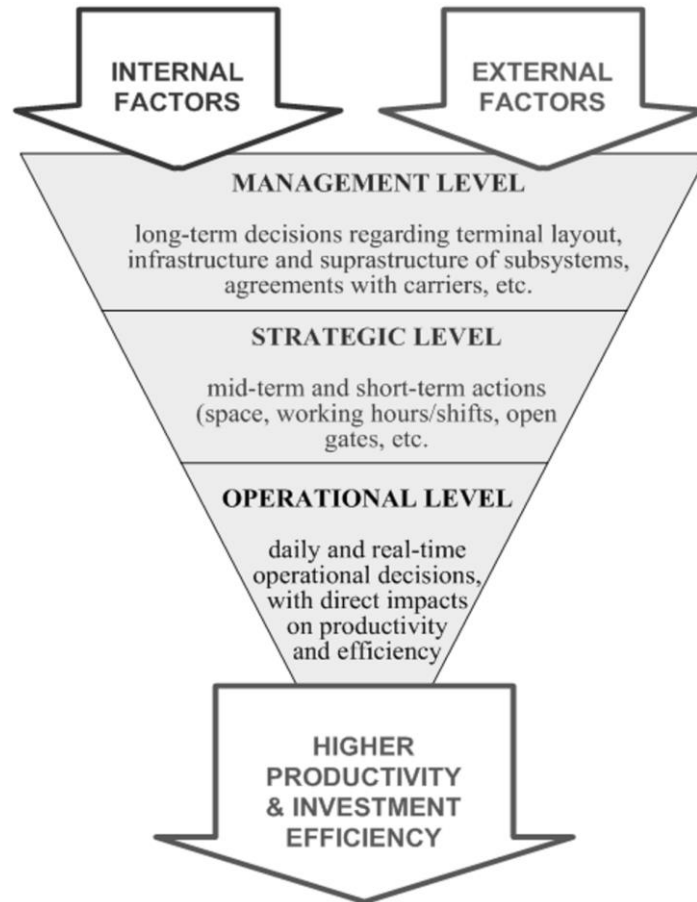 INTERNAL
FACTORS
EXTERNAL
FACTORS
MANAGEMENT LEVEL
long-term decisions regarding terminal layout,
infrastructure and suprastructure of subsystems,
agreements with carriers, etc.
STRATEGIC LEVEL
mid-term and short-term actions
(space, working hours/shifts, open
gates, etc.
OPERATIONAL LEVEL
daily and real-time
operational decisions,
with direct impacts
on productivity
and efficiency
HIGHER
PRODUCTIVITY
& INVESTMENT
EFFICIENCY